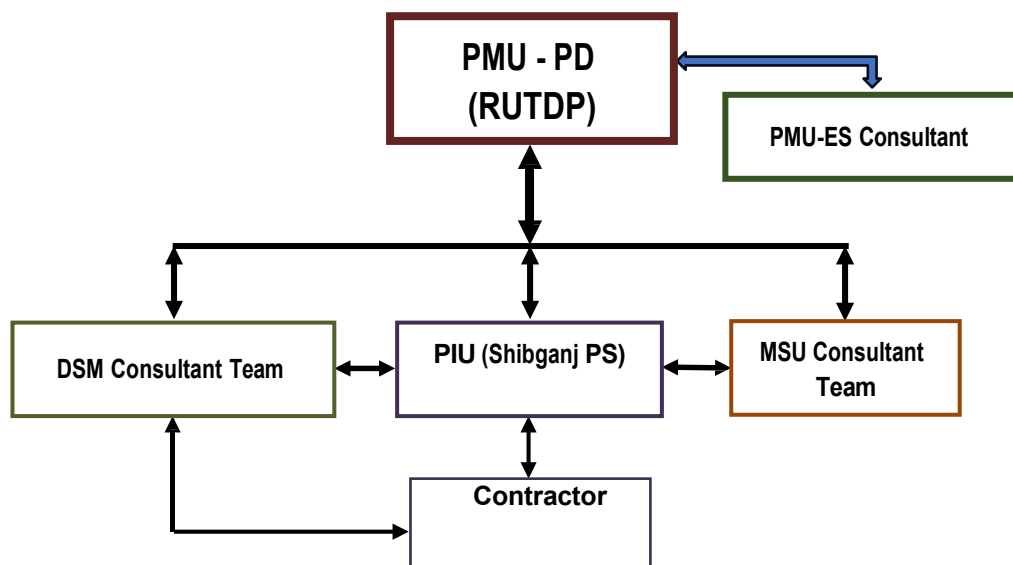 PMU - PD
(RUTDP)
PMU-ES Consultant
DSM Consultant Team
PIU (Shibganj PS)
MSU Consultant
Team
Contractor